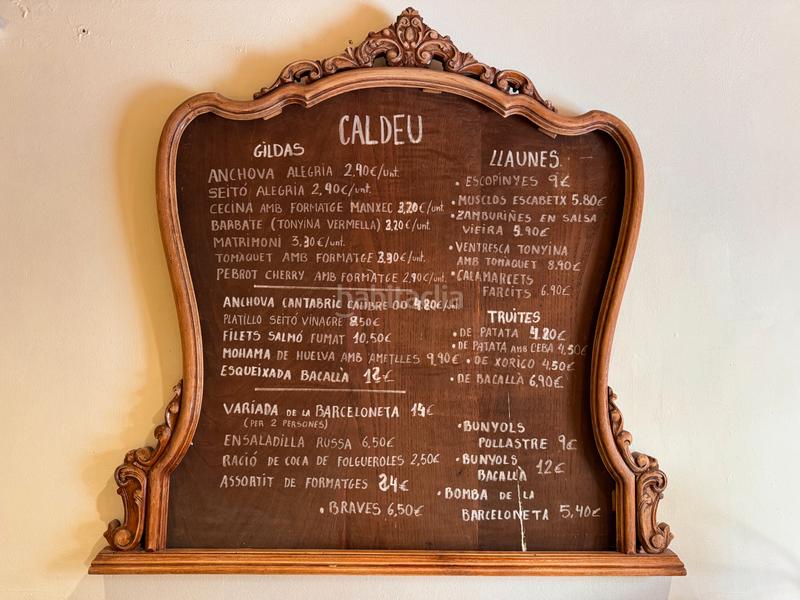 CALDEU
GILDAS
ANCHOVA ALEGRIA 2,90€/unt.
SEITÓ ALEGRIA 2,90€/unt.
CECINA AMB FORMATGE MANXEC 3,20€/unt.
BARBATE (TONYINA VERMELLA) 3,20€/unt.
MATRIMONI 3,30€/unt.
TOMAQUET AMB FORMATGE 3,90€/unt.
PEBROT CHERRY AMB FORMATGE 2,90€/unt.
ANCHOVA CANTABRIC CALIBRE 00 4,80€/unt.
PLATILLO SEITÓ VINAGRE 8,50€
FILETS SALMÓ FUMAT 10,50€
MOHAMA DE HUELVA AMB AMETLLES 9,90€
ESQUEIXADA BACALLÀ 12€
VARIADA DE LA BARCELONETA 15€
(PER 2 PERSONES)
ENSALADILLA RUSSA 6,50€
RACIÓ DE COCA DE FOLGUEROLES 2,50€
ASSORTIT DE FORMATGES 24€
• BRAVES 6,50€
LLAUNES
• ESCOPINYES 9€
• MUSCLOS ESCABETX 5.80€
• ZAMBURIÑES EN SALSA
VIEIRA 5.90€
• VENTRESCA TONYINA
AMB TOMAQUET 8.90€
• CALAMARCETS
FARCITS 6.90€
TRUITES
• DE PATATA 4.20€
• DE PATATA AMB CEBA 4,50€
• DE XORICO 4,50€
• DE BACALLÀ 6,90€
• BUNYOLS
POLLASTRE 9€
• BUNYOLS
BACALLÀ 12€
• BOMBA DE LA
BARCELONETA 5,40€
habitaclia